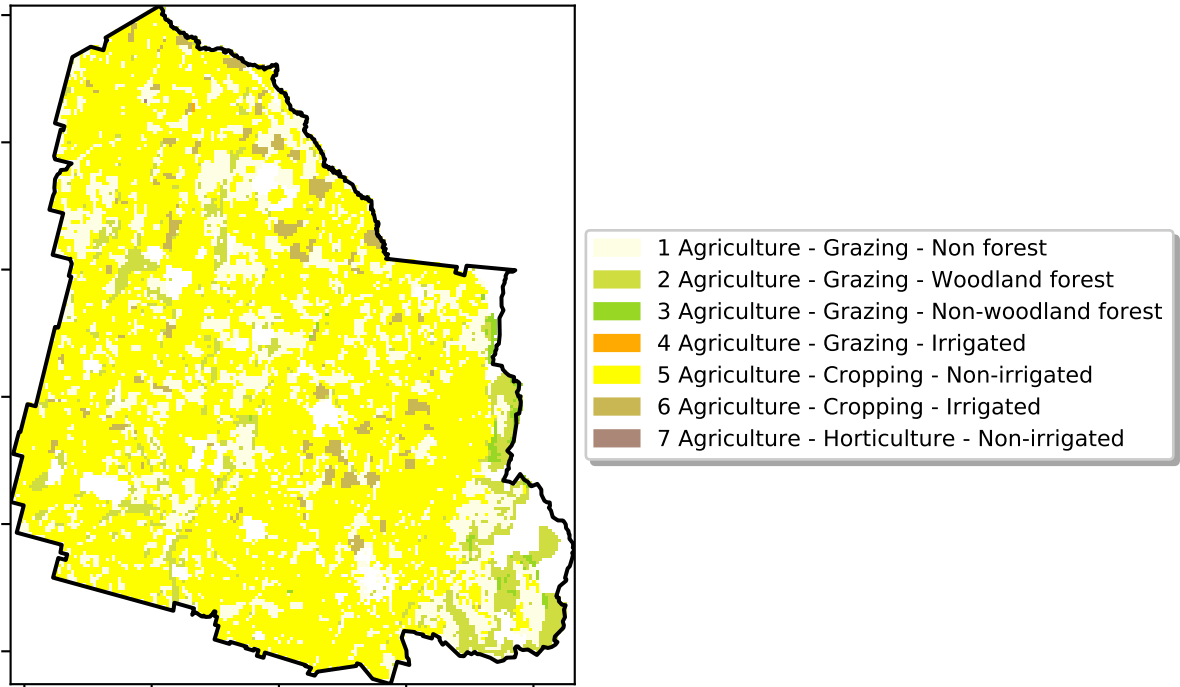 1 Agriculture - Grazing - Non forest
2 Agriculture - Grazing - Woodland forest
3 Agriculture - Grazing - Non-woodland forest
4 Agriculture - Grazing - Irrigated
5 Agriculture - Cropping - Non-irrigated
6 Agriculture - Cropping - Irrigated
7 Agriculture - Horticulture - Non-irrigated